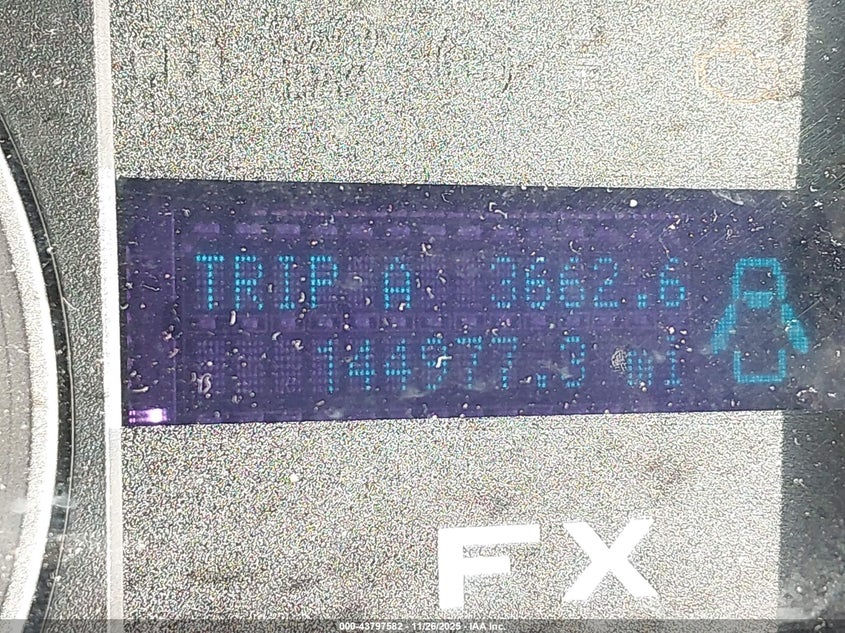 TRIP A 3662.6
144977.3 mi
FX
000-43797582 - 11/26/2025 - IAA Inc.